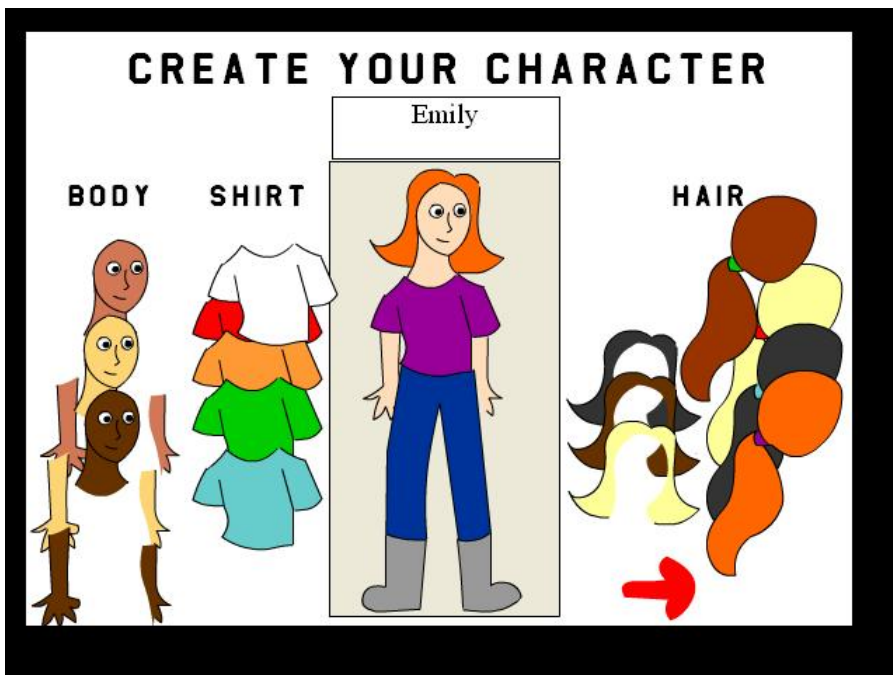 CREATE YOUR CHARACTER
Emily
BODY
SHIRT
HAIR